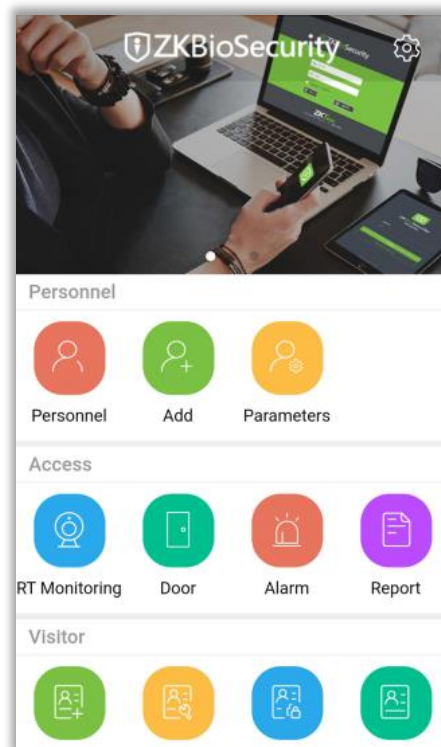 ZKBioSecurity
Personnel
Personnel
Add
Parameters
Access
RT Monitoring
Door
Alarm
Report
Visitor